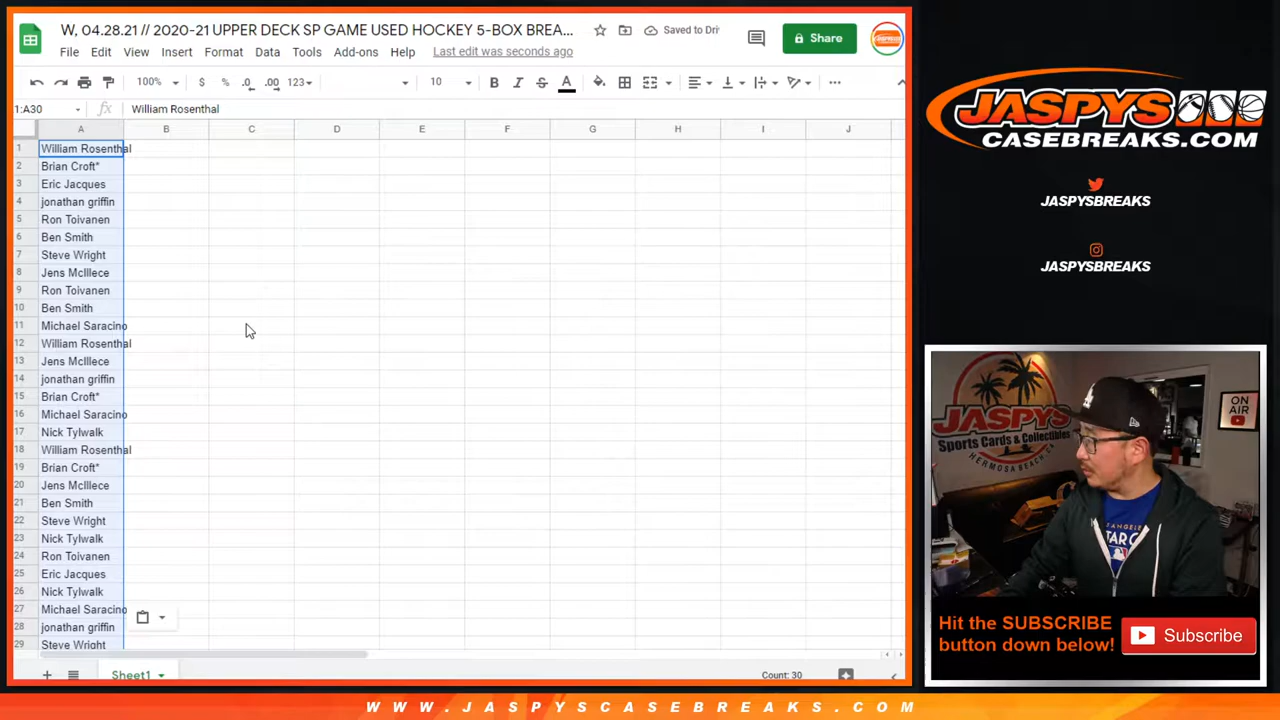 W, 04.28.21 // 2020-21 UPPER DECK SP GAME USED HOCKEY 5-BOX BREA...
Saved to Dri
Share
File Edit View Insert Format Data Tools Add-ons Help Last edit was seconds ago
100% $ % .0 .00 123 10 B I S A
1:A30 fx William Rosenthal
A B C D E F G H I J
1 William Rosenthal
2 Brian Croft*
3 Eric Jacques
4 jonathan griffin
5 Ron Toivanen
6 Ben Smith
7 Steve Wright
8 Jens McIllece
9 Ron Toivanen
10 Ben Smith
11 Michael Saracino
12 William Rosenthal
13 Jens McIllece
14 jonathan griffin
15 Brian Croft*
16 Michael Saracino
17 Nick Tylwalk
18 William Rosenthal
19 Brian Croft*
20 Jens McIllece
21 Ben Smith
22 Steve Wright
23 Nick Tylwalk
24 Ron Toivanen
25 Eric Jacques
26 Nick Tylwalk
27 Michael Saracino
28 jonathan griffin
29 Steve Wright
Sheet1
Count: 30
JASPYS
CASEBREAKS.COM
JASPYSBREAKS
JASPYSBREAKS
JASPYS
Sports Cards & Collectibles
HERMOSA BEACH, CA
ON
AIR
LOS ANGELES
STAR
Hit the SUBSCRIBE
button down below!
Subscribe
WWW.JASPYSCASEBREAKS.COM